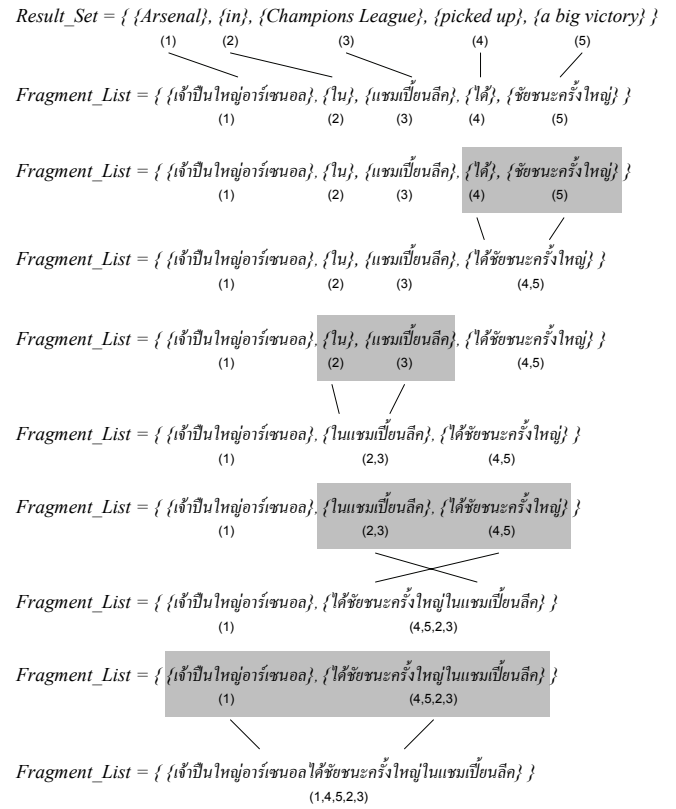 Result_Set = { {Arsenal}, {in}, {Champions League}, {picked up}, {a big victory} }
(1) (2) (3) (4) (5)
Fragment_List = { {เจ้าปืนใหญ่อาร์เซนอล}, {ใน}, {แชมเปี้ยนลีค}, {ได้}, {ชัยชนะครั้งใหญ่} }
(1) (2) (3) (4) (5)
Fragment_List = { {เจ้าปืนใหญ่อาร์เซนอล}, {ใน}, {แชมเปี้ยนลีค}, {ได้}, {ชัยชนะครั้งใหญ่} }
(1) (2) (3) (4) (5)
Fragment_List = { {เจ้าปืนใหญ่อาร์เซนอล}, {ใน}, {แชมเปี้ยนลีค}, {ได้ชัยชนะครั้งใหญ่} }
(1) (2) (3) (4,5)
Fragment_List = { {เจ้าปืนใหญ่อาร์เซนอล}, {ใน}, {แชมเปี้ยนลีค}, {ได้ชัยชนะครั้งใหญ่} }
(1) (2) (3) (4,5)
Fragment_List = { {เจ้าปืนใหญ่อาร์เซนอล}, {ในแชมเปี้ยนลีค}, {ได้ชัยชนะครั้งใหญ่} }
(1) (2,3) (4,5)
Fragment_List = { {เจ้าปืนใหญ่อาร์เซนอล}, {ในแชมเปี้ยนลีค}, {ได้ชัยชนะครั้งใหญ่} }
(1) (2,3) (4,5)
Fragment_List = { {เจ้าปืนใหญ่อาร์เซนอล}, {ได้ชัยชนะครั้งใหญ่ในแชมเปี้ยนลีค} }
(1) (4,5,2,3)
Fragment_List = { {เจ้าปืนใหญ่อาร์เซนอล}, {ได้ชัยชนะครั้งใหญ่ในแชมเปี้ยนลีค} }
(1) (4,5,2,3)
Fragment_List = { {เจ้าปืนใหญ่อาร์เซนอลได้ชัยชนะครั้งใหญ่ในแชมเปี้ยนลีค} }
(1,4,5,2,3)